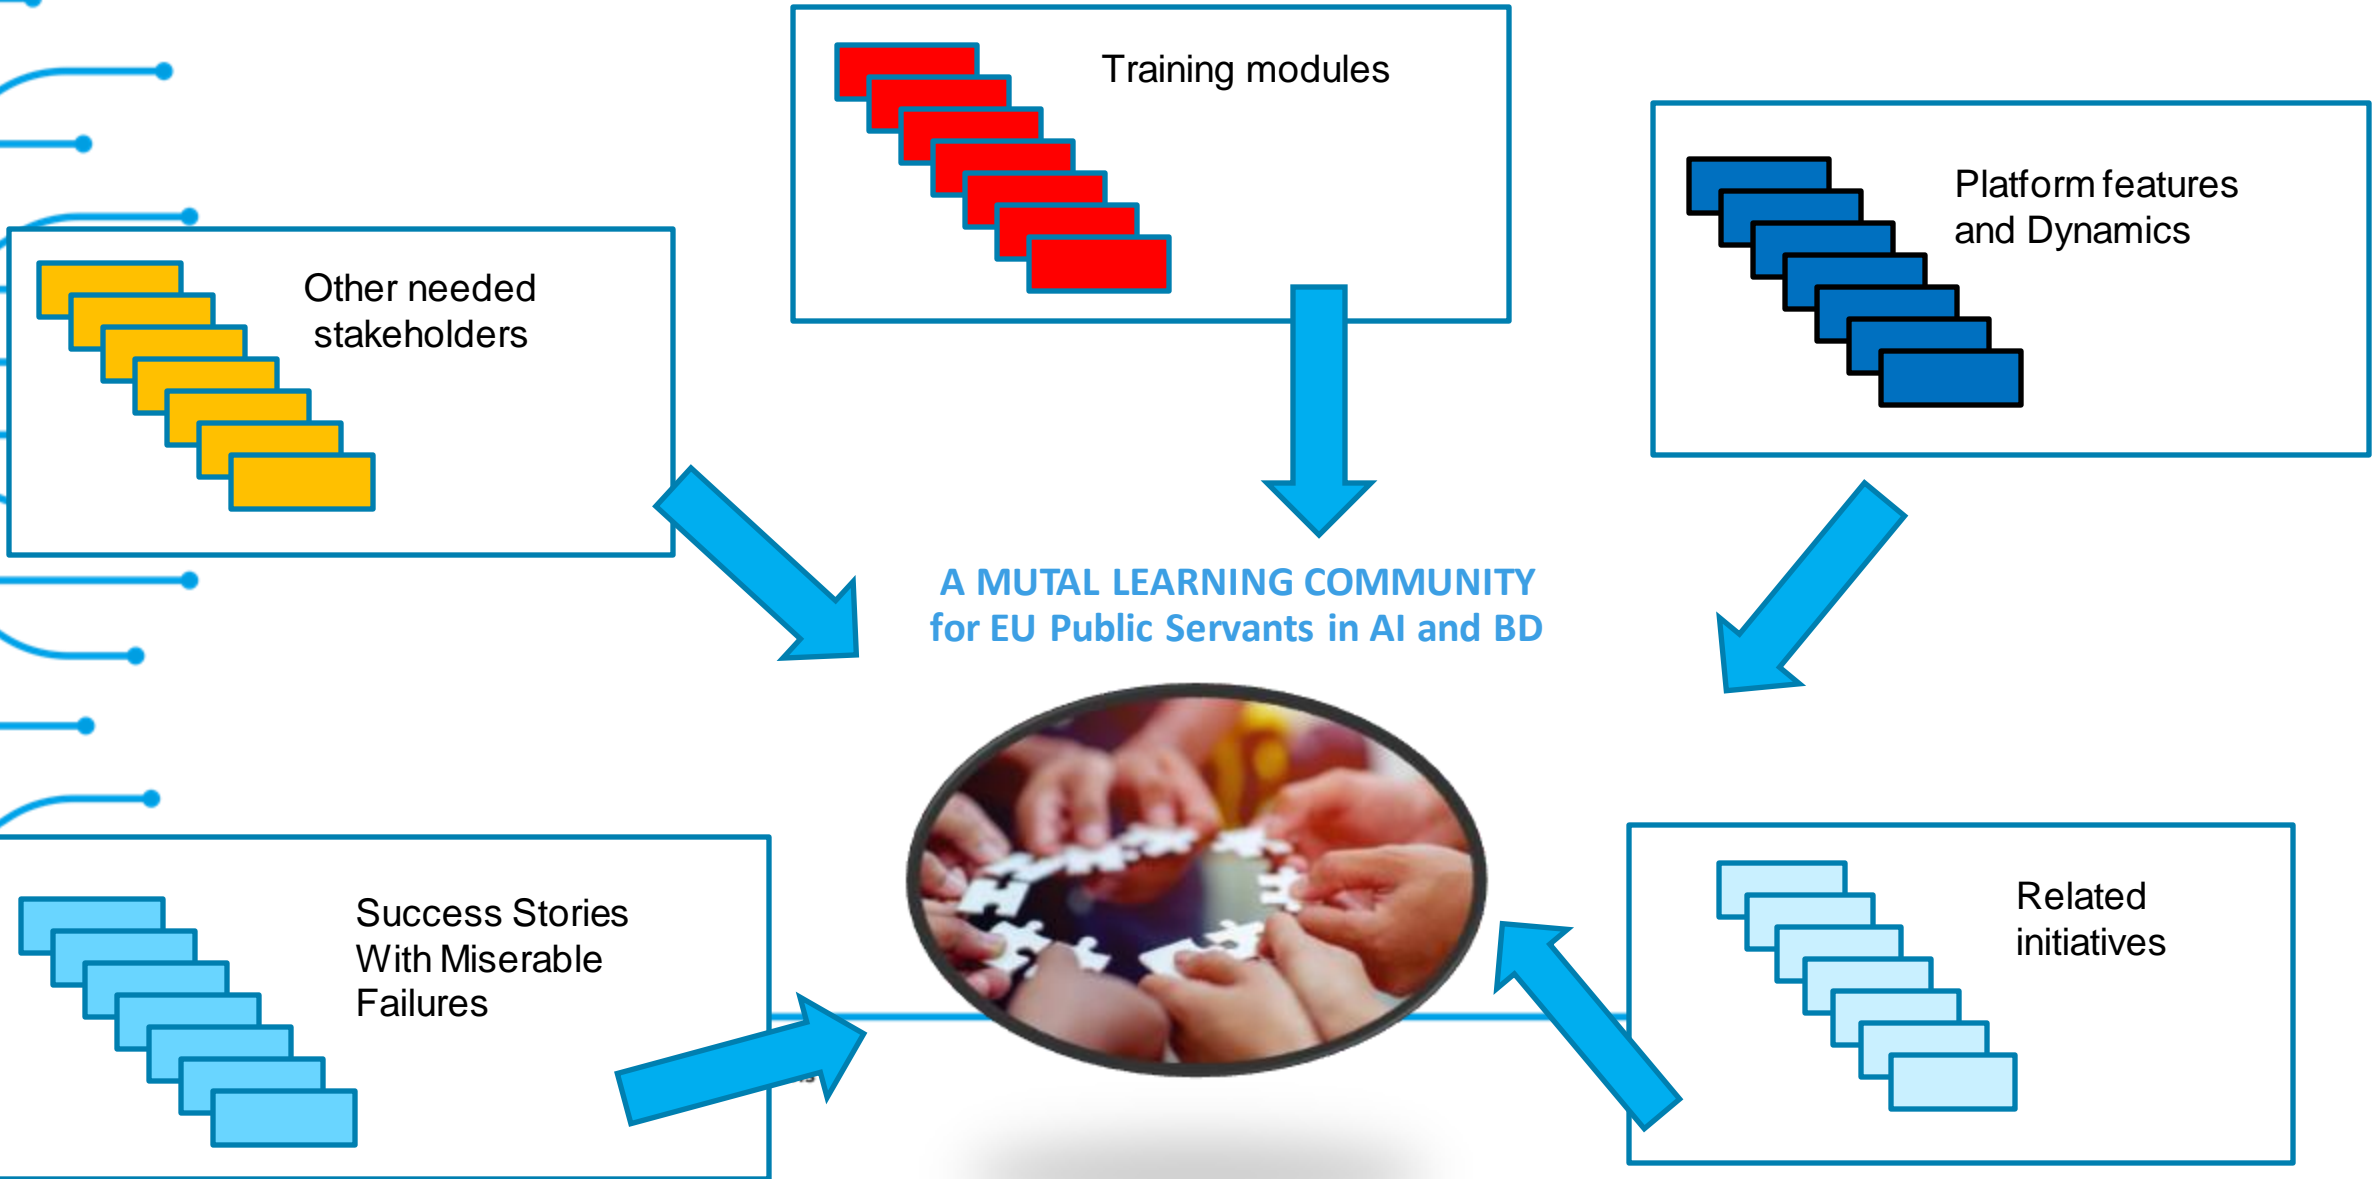 Training modules
Platform features
and Dynamics
Other needed
stakeholders
A MUTAL LEARNING COMMUNITY
for EU Public Servants in AI and BD
Success Stories
With Miserable
Failures
Related
initiatives